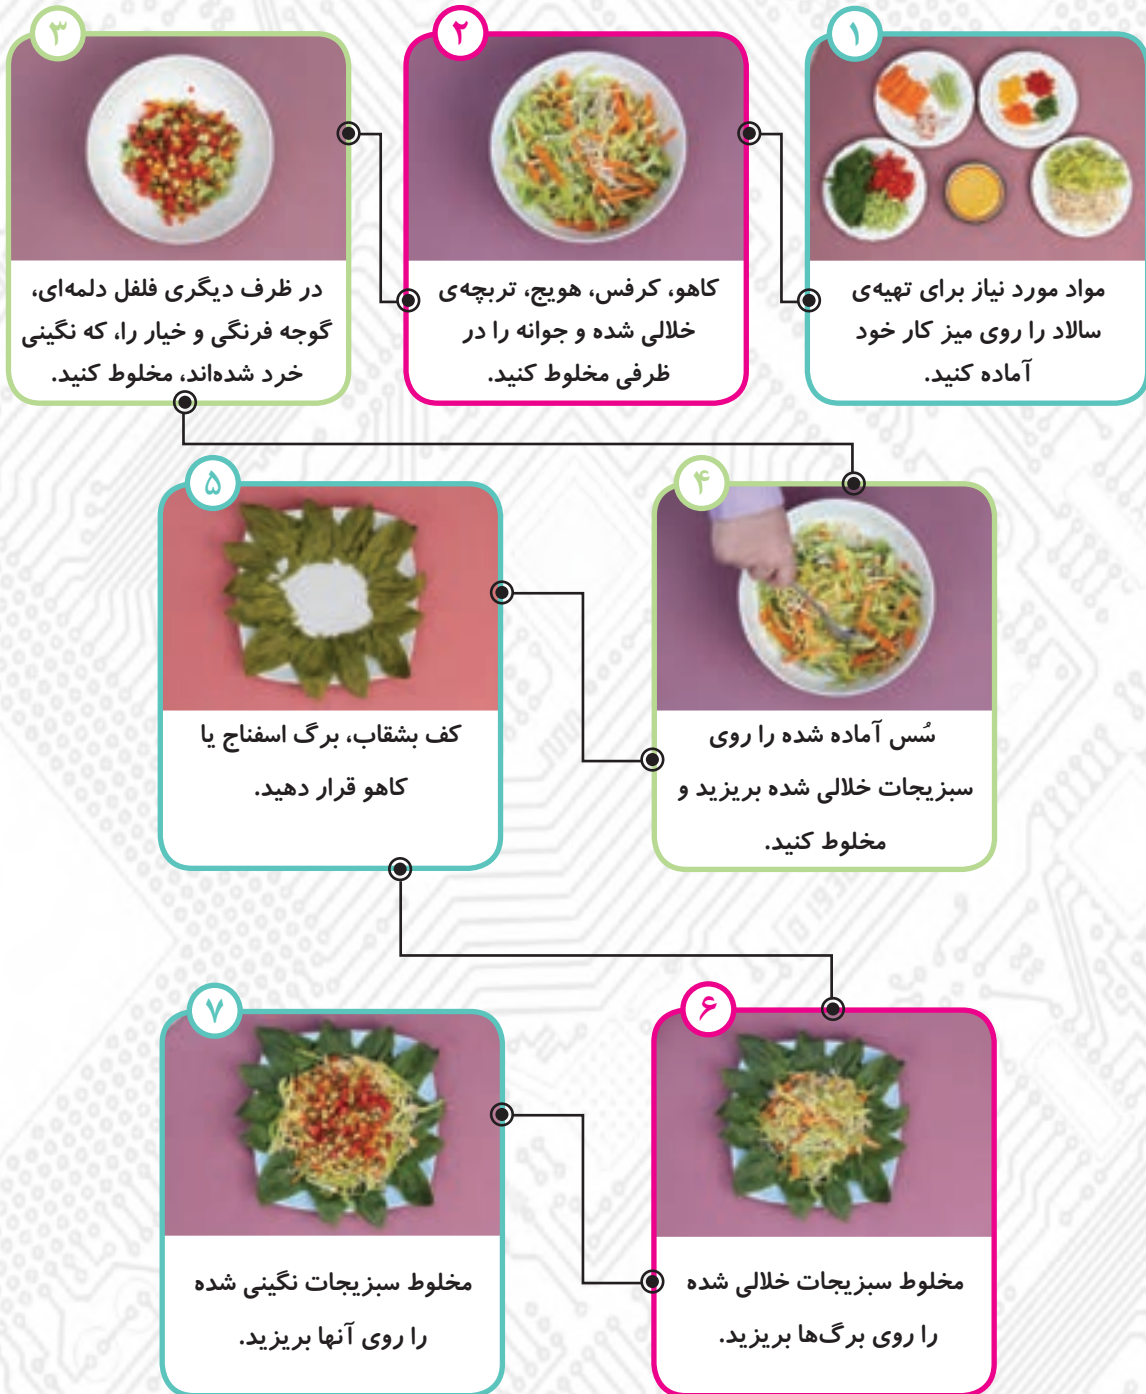 ۱
مواد مورد نیاز برای تهیه‌ی
سالاد را روی میز کار خود
آماده کنید.
۲
کاهو، کرفس، هویج، تربچه‌ی
خلالی شده و جوانه را در
ظرفی مخلوط کنید.
۳
در ظرف دیگری فلفل دلمه‌ای،
گوجه فرنگی و خیار را، که نگینی
خرد شده‌اند، مخلوط کنید.
۴
سُس آماده شده را روی
سبزیجات خلالی شده بریزید و
مخلوط کنید.
۵
کف بشقاب، برگ اسفناج یا
کاهو قرار دهید.
۶
مخلوط سبزیجات خلالی شده
را روی برگ‌ها بریزید.
۷
مخلوط سبزیجات نگینی شده
را روی آنها بریزید.